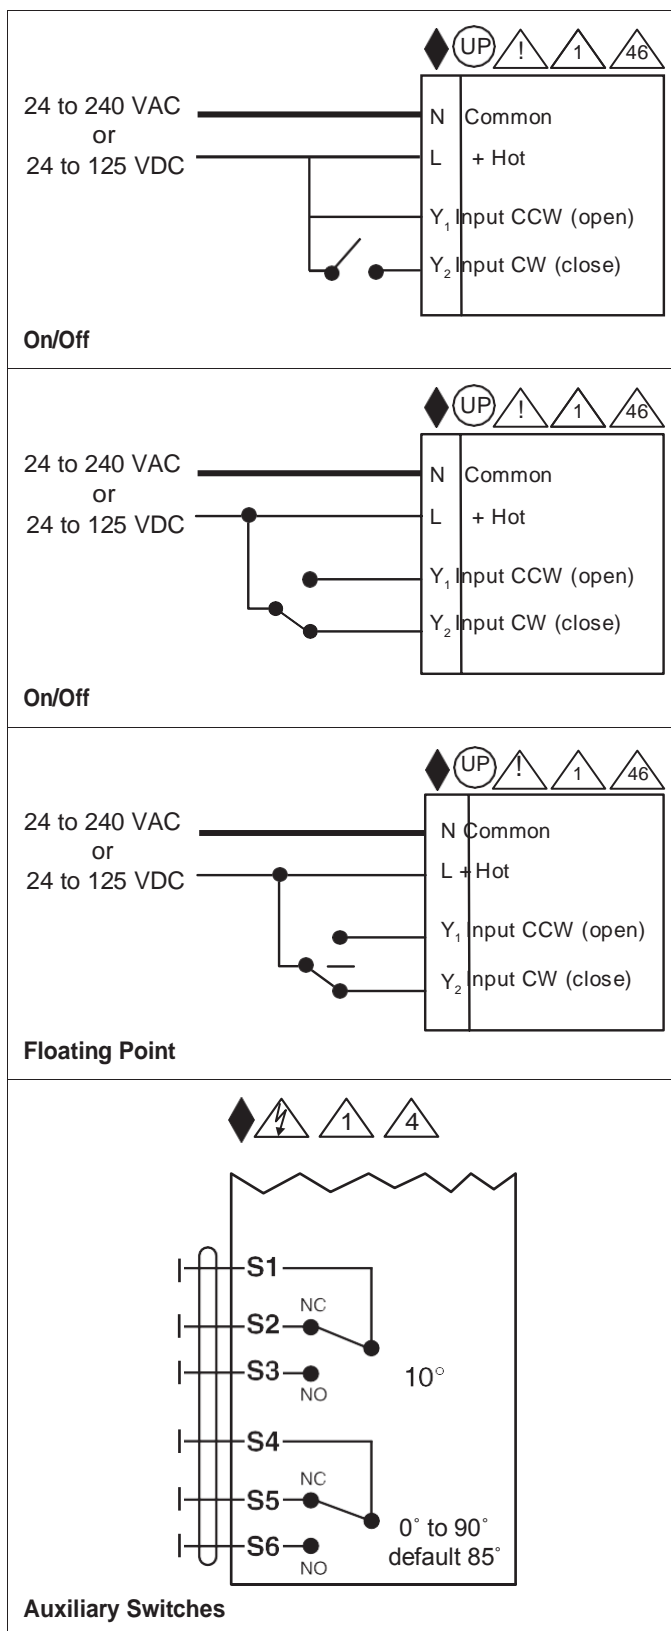 UP ! 1 46
24 to 240 VAC
or
24 to 125 VDC
N Common
L + Hot
Y1 Input CCW (open)
Y2 Input CW (close)
On/Off
UP ! 1 46
24 to 240 VAC
or
24 to 125 VDC
N Common
L + Hot
Y1 Input CCW (open)
Y2 Input CW (close)
On/Off
UP ! 1 46
24 to 240 VAC
or
24 to 125 VDC
N Common
L + Hot
Y1 Input CCW (open)
Y2 Input CW (close)
Floating Point
1 4
S1
NC
S2
S3
NO
10°
S4
NC
S5
S6
NO
0˚ to 90˚
default 85˚
Auxiliary Switches